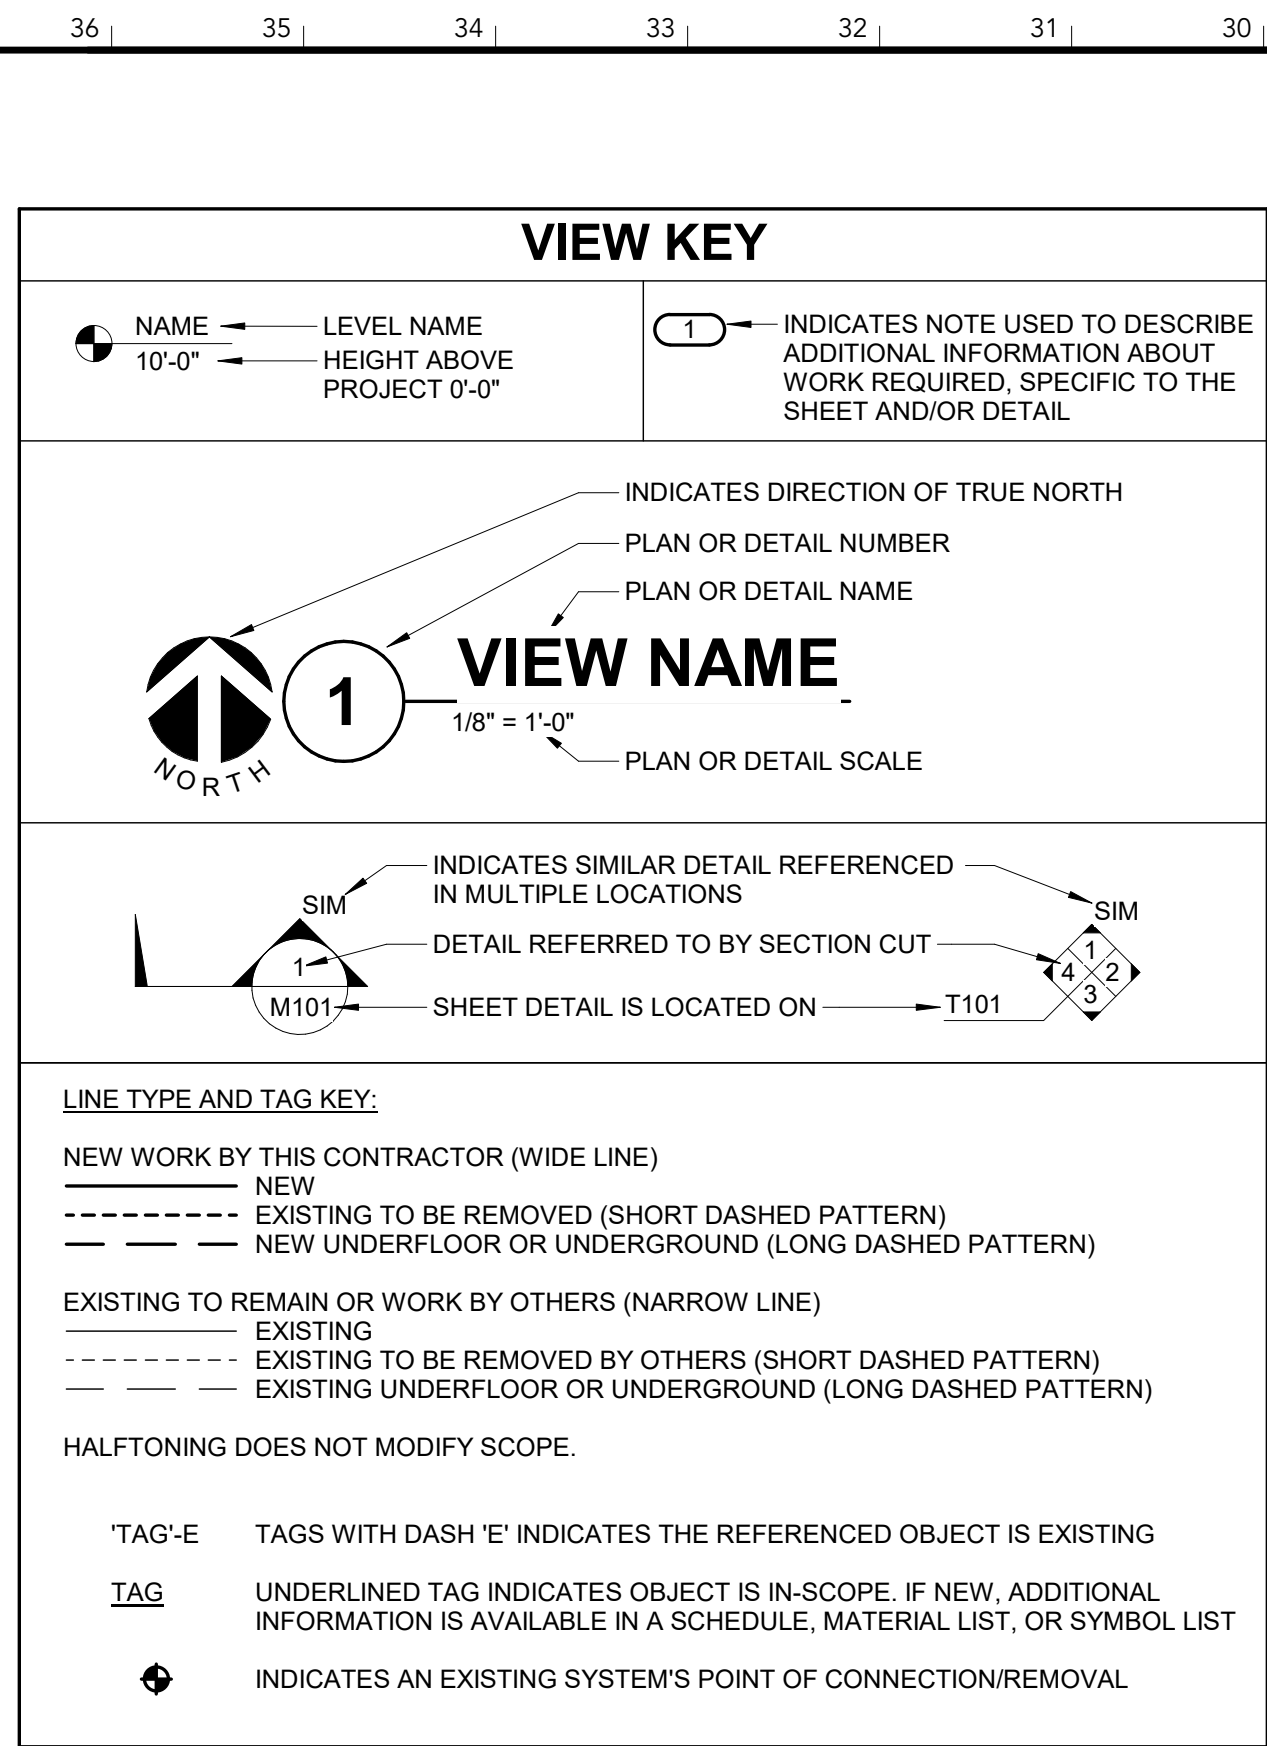 36 35 34 33 32 31 30
VIEW KEY
NAME LEVEL NAME
10'-0" HEIGHT ABOVE
PROJECT 0'-0"
1 INDICATES NOTE USED TO DESCRIBE
ADDITIONAL INFORMATION ABOUT
WORK REQUIRED, SPECIFIC TO THE
SHEET AND/OR DETAIL
INDICATES DIRECTION OF TRUE NORTH
PLAN OR DETAIL NUMBER
PLAN OR DETAIL NAME
NORTH
1
VIEW NAME
1/8" = 1'-0"
PLAN OR DETAIL SCALE
INDICATES SIMILAR DETAIL REFERENCED
IN MULTIPLE LOCATIONS
SIM
SIM
1
DETAIL REFERRED TO BY SECTION CUT
1
4 2
3
M101 SHEET DETAIL IS LOCATED ON T101
LINE TYPE AND TAG KEY:
NEW WORK BY THIS CONTRACTOR (WIDE LINE)
NEW
EXISTING TO BE REMOVED (SHORT DASHED PATTERN)
NEW UNDERFLOOR OR UNDERGROUND (LONG DASHED PATTERN)
EXISTING TO REMAIN OR WORK BY OTHERS (NARROW LINE)
EXISTING
EXISTING TO BE REMOVED BY OTHERS (SHORT DASHED PATTERN)
EXISTING UNDERFLOOR OR UNDERGROUND (LONG DASHED PATTERN)
HALFTONING DOES NOT MODIFY SCOPE.
'TAG'-E TAGS WITH DASH 'E' INDICATES THE REFERENCED OBJECT IS EXISTING
TAG UNDERLINED TAG INDICATES OBJECT IS IN-SCOPE. IF NEW, ADDITIONAL
INFORMATION IS AVAILABLE IN A SCHEDULE, MATERIAL LIST, OR SYMBOL LIST
INDICATES AN EXISTING SYSTEM'S POINT OF CONNECTION/REMOVAL